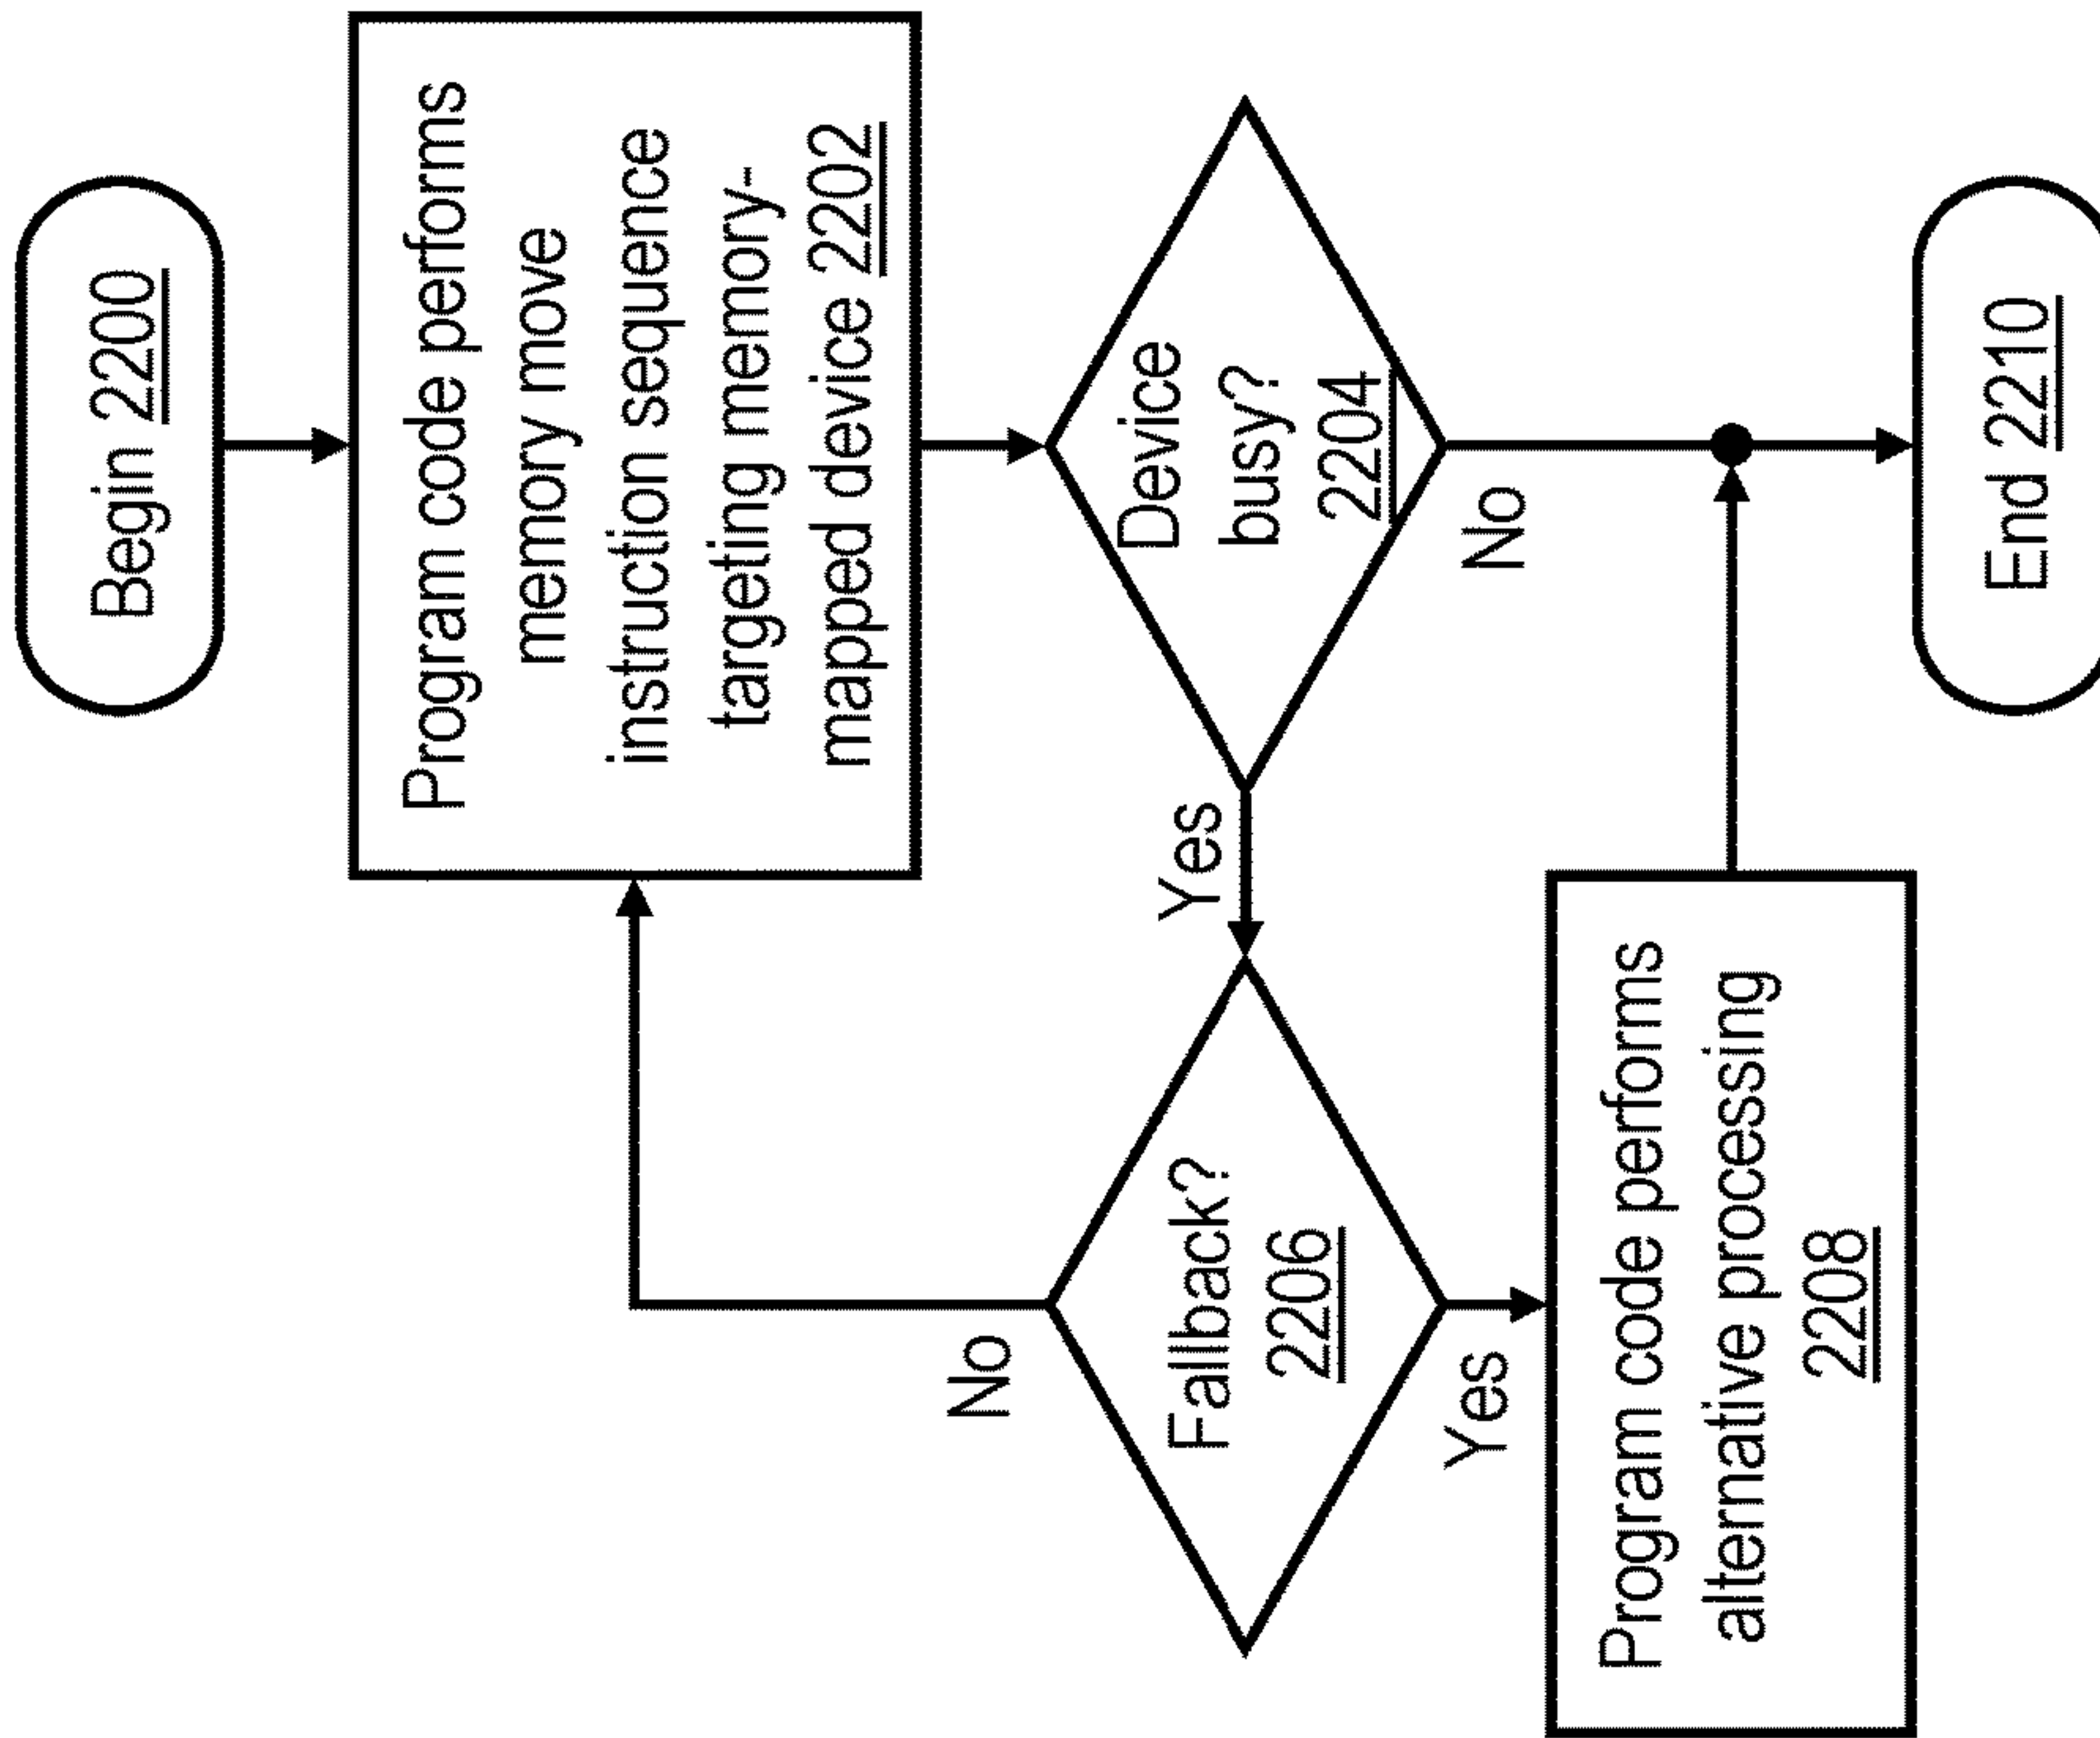 Begin 2200
Program code performs
memory move
instruction sequence
targeting memory-
mapped device 2202
Device
busy?
2204
Yes
No
Fallback?
2206
No
Yes
Program code performs
alternative processing
2208
End 2210